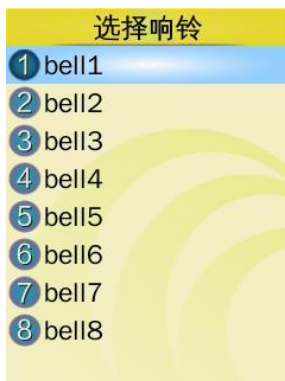 选择响铃
1 bell1
2 bell2
3 bell3
4 bell4
5 bell5
6 bell6
7 bell7
8 bell8